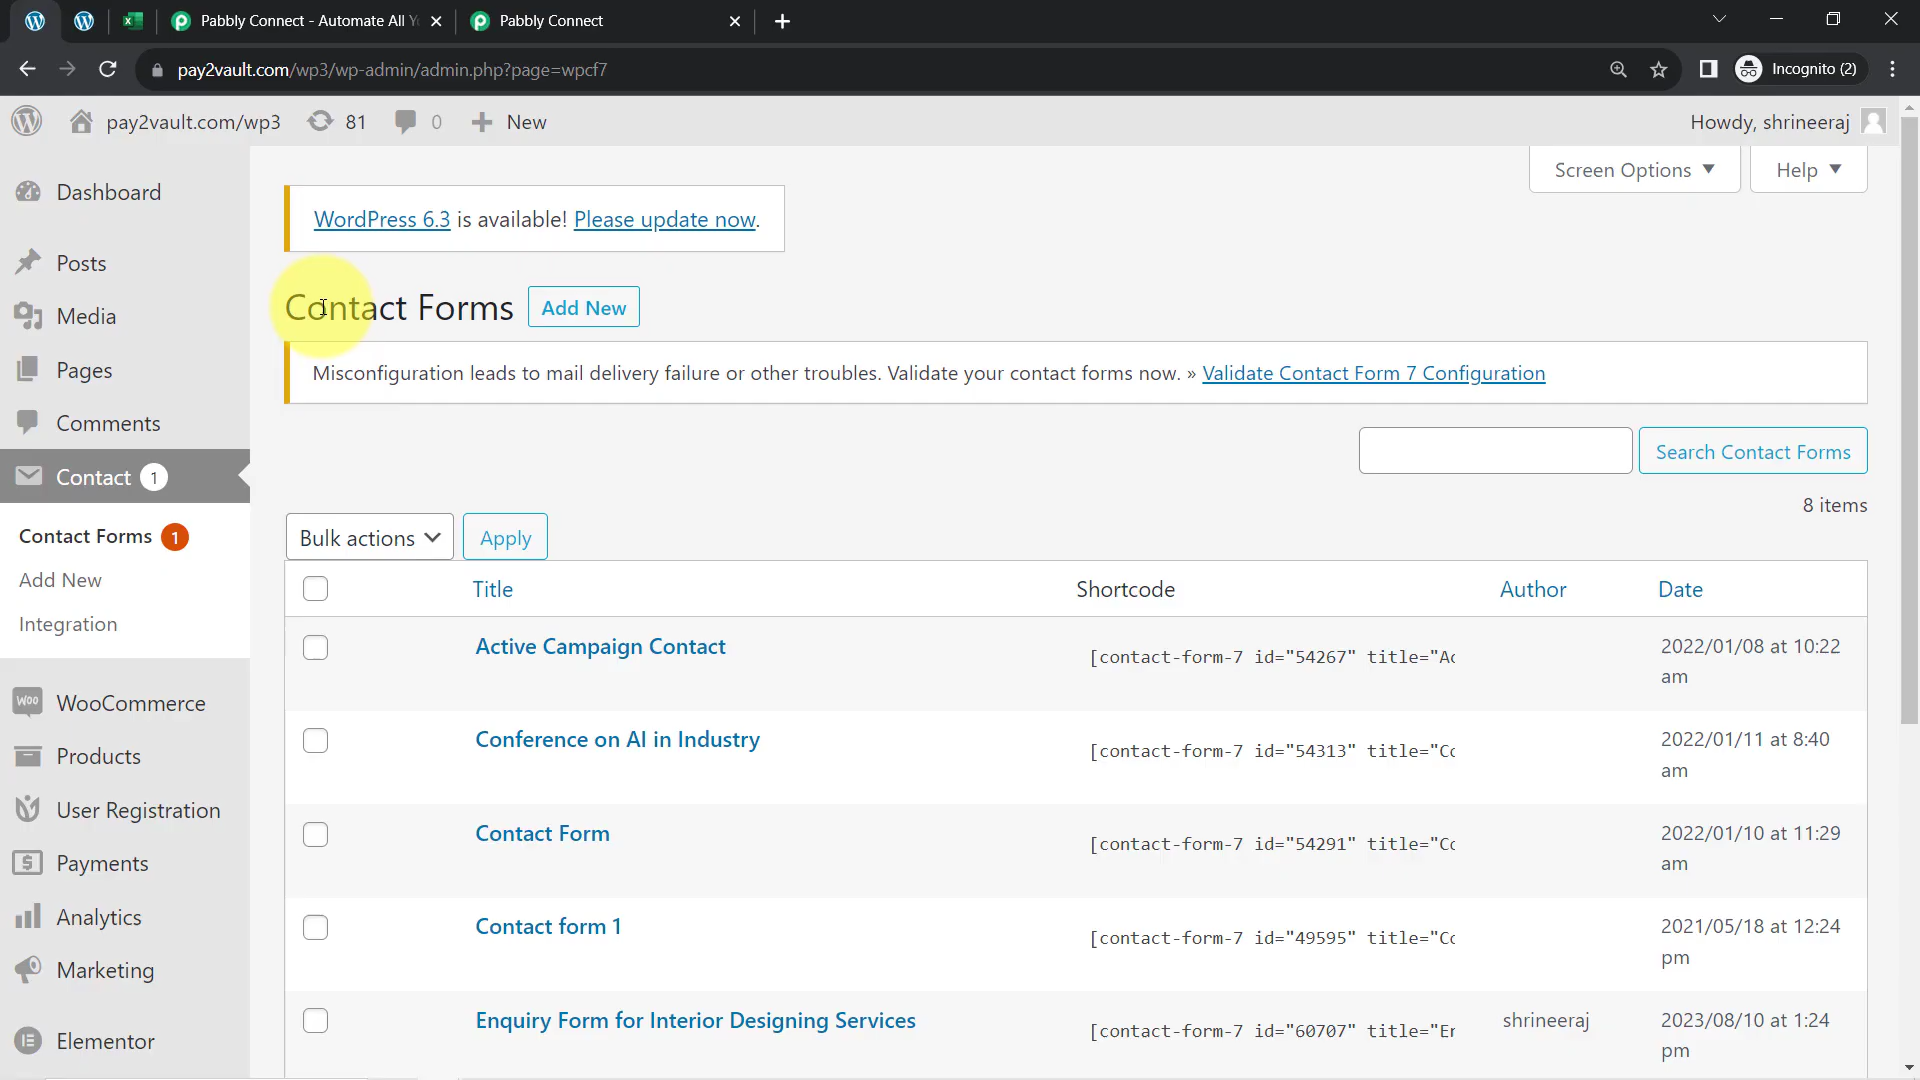 Pabbly Connect - Automate All Y
Pabbly Connect
pay2vault.com/wp3/wp-admin/admin.php?page=wpcf7
Incognito (2)
pay2vault.com/wp3
81
0
New
Howdy, shrineeraj
Screen Options
Help
Dashboard
Posts
Media
Pages
Comments
Contact 1
Contact Forms 1
Add New
Integration
WooCommerce
Products
User Registration
Payments
Analytics
Marketing
Elementor
WordPress 6.3 is available! Please update now.
Contact Forms
Add New
Misconfiguration leads to mail delivery failure or other troubles. Validate your contact forms now. » Validate Contact Form 7 Configuration
Search Contact Forms
8 items
Bulk actions
Apply
Title Shortcode Author Date
Active Campaign Contact [contact-form-7 id="54267" title="Ac 2022/01/08 at 10:22
am
Conference on AI in Industry [contact-form-7 id="54313" title="Co 2022/01/11 at 8:40
am
Contact Form [contact-form-7 id="54291" title="Co 2022/01/10 at 11:29
am
Contact form 1 [contact-form-7 id="49595" title="Co 2021/05/18 at 12:24
pm
Enquiry Form for Interior Designing Services [contact-form-7 id="60707" title="Er shrineeraj 2023/08/10 at 1:24
pm